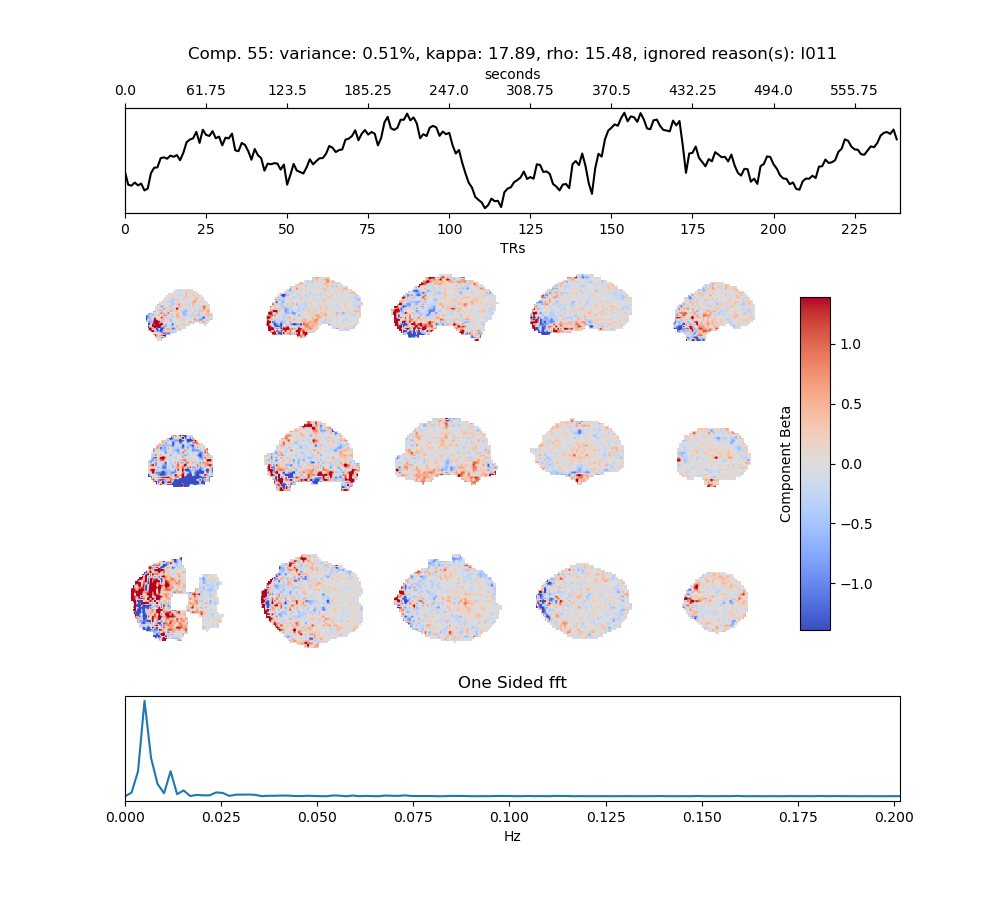 Comp. 55: variance: 0.51%, kappa: 17.89, rho: 15.48, ignored reason(s): I011
seconds
0.0 61.75 123.5 185.25 247.0 308.75 370.5 432.25 494.0 555.75
0 25 50 75 100 125 150 175 200 225
TRs
1.0
0.5
0.0
−0.5
−1.0
Component Beta
One Sided fft
0.000 0.025 0.050 0.075 0.100 0.125 0.150 0.175 0.200
Hz